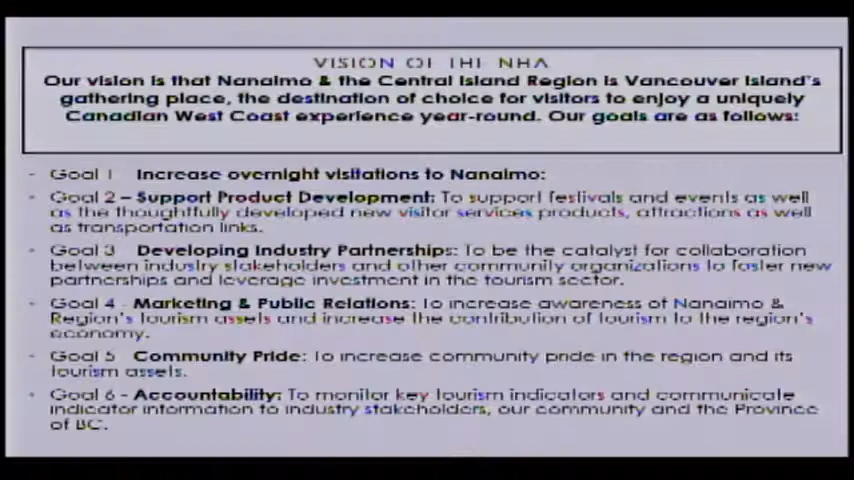 VISION OF THE NHA
Our vision is that Nanaimo & the Central Island Region is Vancouver Island's
gathering place, the destination of choice for visitors to enjoy a uniquely
Canadian West Coast experience year-round. Our goals are as follows:
- Goal 1 Increase overnight visitations to Nanaimo:
- Goal 2 – Support Product Development: To support festivals and events as well
as the thoughtfully developed new visitor services products, attractions as well
as transportation links.
- Goal 3 Developing Industry Partnerships: To be the catalyst for collaboration
between industry stakeholders and other community organizations to foster new
partnerships and leverage investment in the tourism sector.
- Goal 4 - Marketing & Public Relations: To increase awareness of Nanaimo &
Region's tourism assets and increase the contribution of tourism to the region's
economy.
- Goal 5 Community Pride: To increase community pride in the region and its
tourism assets.
- Goal 6 - Accountability: To monitor key tourism indicators and communicate
indicator information to industry stakeholders, our community and the Province
of BC.